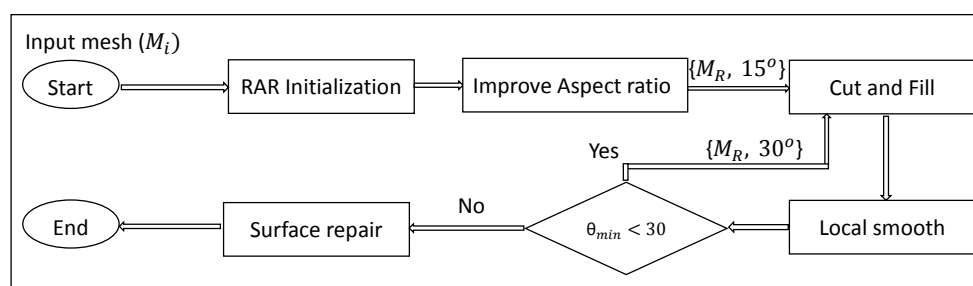 Input mesh (M_i)
Start
RAR Initialization
Improve Aspect ratio
{M_R, 15^o}
Cut and Fill
Yes
{M_R, 30^o}
End
Surface repair
No
θ_min < 30
Local smooth